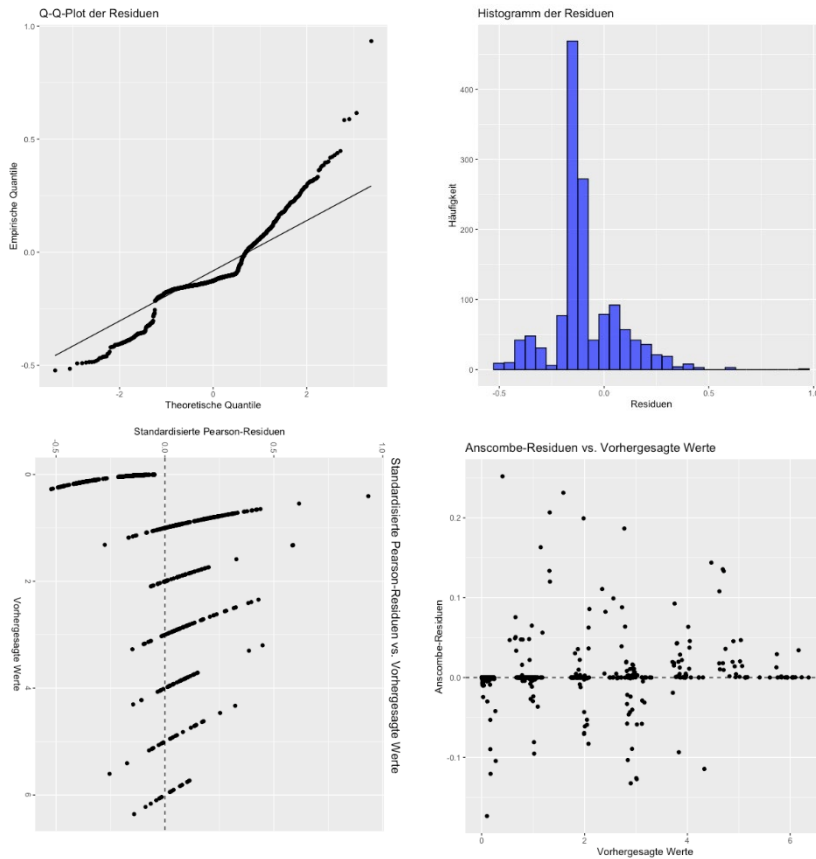 Q-Q-Plot der Residuen
1.0
0.5
0.0
-0.5
-2
0
2
Theoretische Quantile
Empirische Quantile
Histogramm der Residuen
400
300
200
100
0
-0.5
0.0
0.5
1.0
Residuen
Häufigkeit
Standardisierte Pearson-Residuen
-0.5
0.0
0.5
1.0
0
2
4
6
Vorhergesagte Werte
Standardisierte Pearson-Residuen vs. Vorhergesagte Werte
Anscombe-Residuen vs. Vorhergesagte Werte
0.2
0.1
0.0
-0.1
0
2
4
6
Vorhergesagte Werte
Anscombe-Residuen